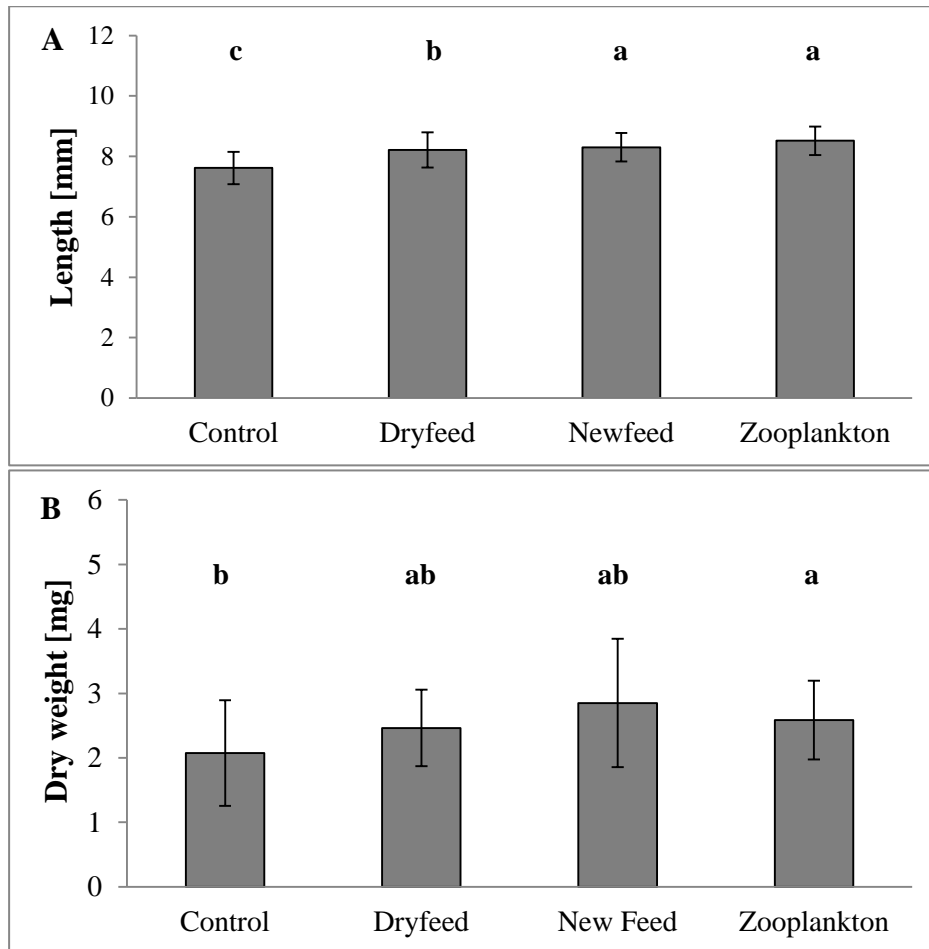 A
12
10
8
6
4
2
0
Length [mm]
c b a a
Control Dryfeed Newfeed Zooplankton
B
6
5
4
3
2
1
0
Dry weight [mg]
b ab ab a
Control Dryfeed New Feed Zooplankton